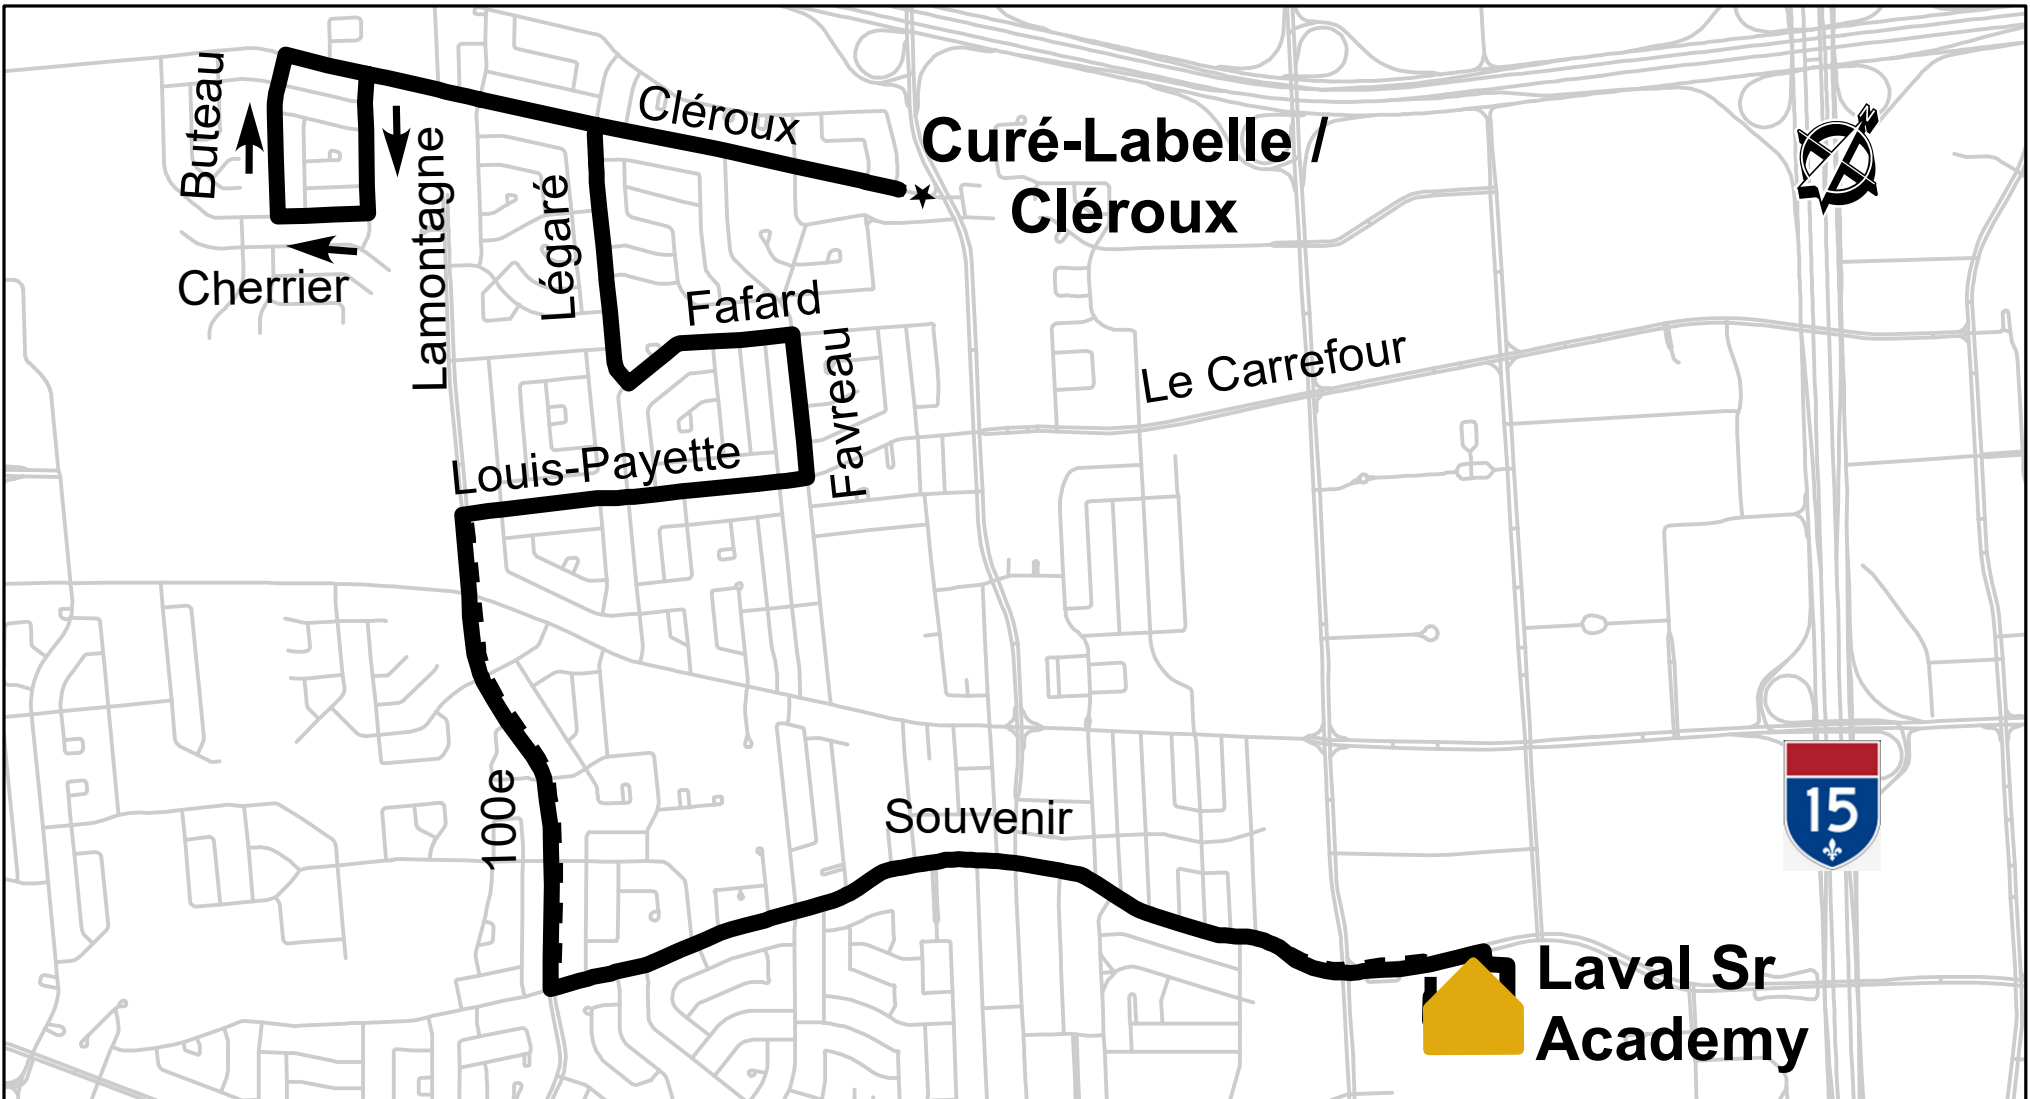 Buteau
Cléroux
Curé-Labelle /
Cléroux
N
Lamontagne
Légaré
Cherrier
Fafard
Favreau
Le Carrefour
Louis-Payette
100e
Souvenir
15
Laval Sr
Academy